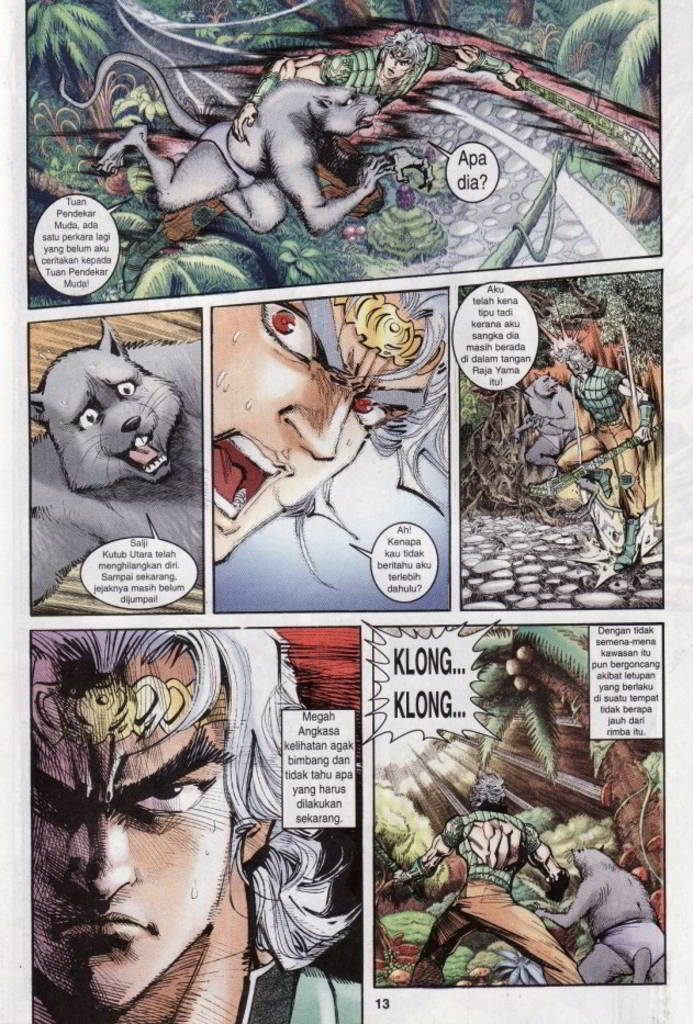 Tuan
Pendekar
Muda, ada
satu perkara lagi
yang belum aku
ceritakan kepada
Tuan Pendekar
Muda!
Apa
dia?
Salji
Kutub Utara telah
menghilangkan diri.
Sampai sekarang,
jejaknya masih belum
dijumpai!
Ah!
Kenapa
kau tidak
beritahu aku
terlebih
dahulu?
Aku
telah kena
tipu tadi
kerana aku
sangka dia
masih berada
di dalam tangan
Raja Yama
itu!
Megah
Angkasa
kelihatan agak
bimbang dan
tidak tahu apa
yang harus
dilakukan
sekarang.
KLONG...
KLONG...
Dengan tidak
semena-mena
kawasan itu
pun bergoncang
akibat letupan
yang berlaku
di suatu tempat
tidak berapa
jauh dari
rimba itu.
13